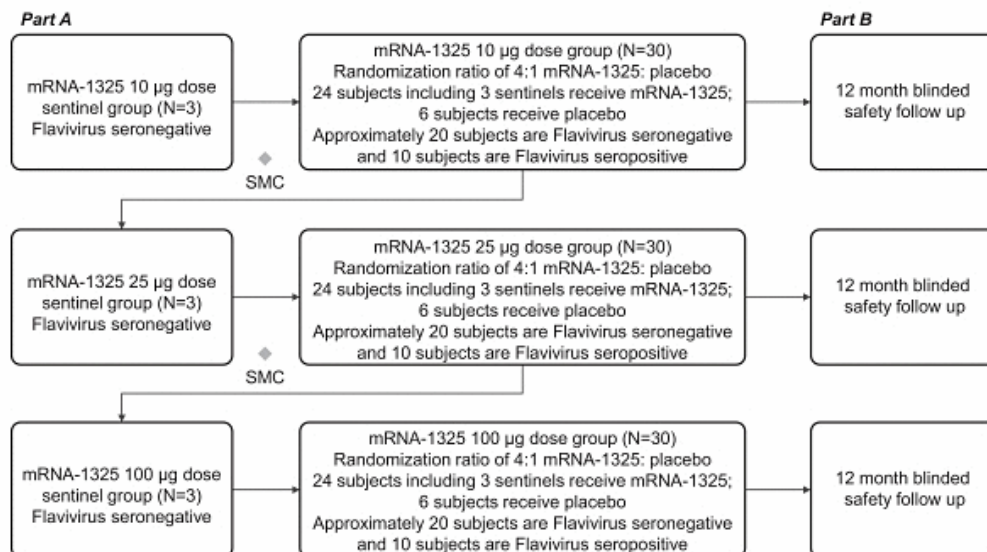 Part A
Part B
mRNA-1325 10 µg dose
sentinel group (N=3)
Flavivirus seronegative
mRNA-1325 10 µg dose group (N=30)
Randomization ratio of 4:1 mRNA-1325: placebo
24 subjects including 3 sentinels receive mRNA-1325;
6 subjects receive placebo
Approximately 20 subjects are Flavivirus seronegative
and 10 subjects are Flavivirus seropositive
12 month blinded
safety follow up
SMC
mRNA-1325 25 µg dose
sentinel group (N=3)
Flavivirus seronegative
mRNA-1325 25 µg dose group (N=30)
Randomization ratio of 4:1 mRNA-1325: placebo
24 subjects including 3 sentinels receive mRNA-1325;
6 subjects receive placebo
Approximately 20 subjects are Flavivirus seronegative
and 10 subjects are Flavivirus seropositive
12 month blinded
safety follow up
SMC
mRNA-1325 100 µg dose
sentinel group (N=3)
Flavivirus seronegative
mRNA-1325 100 µg dose group (N=30)
Randomization ratio of 4:1 mRNA-1325: placebo
24 subjects including 3 sentinels receive mRNA-1325;
6 subjects receive placebo
Approximately 20 subjects are Flavivirus seronegative
and 10 subjects are Flavivirus seropositive
12 month blinded
safety follow up